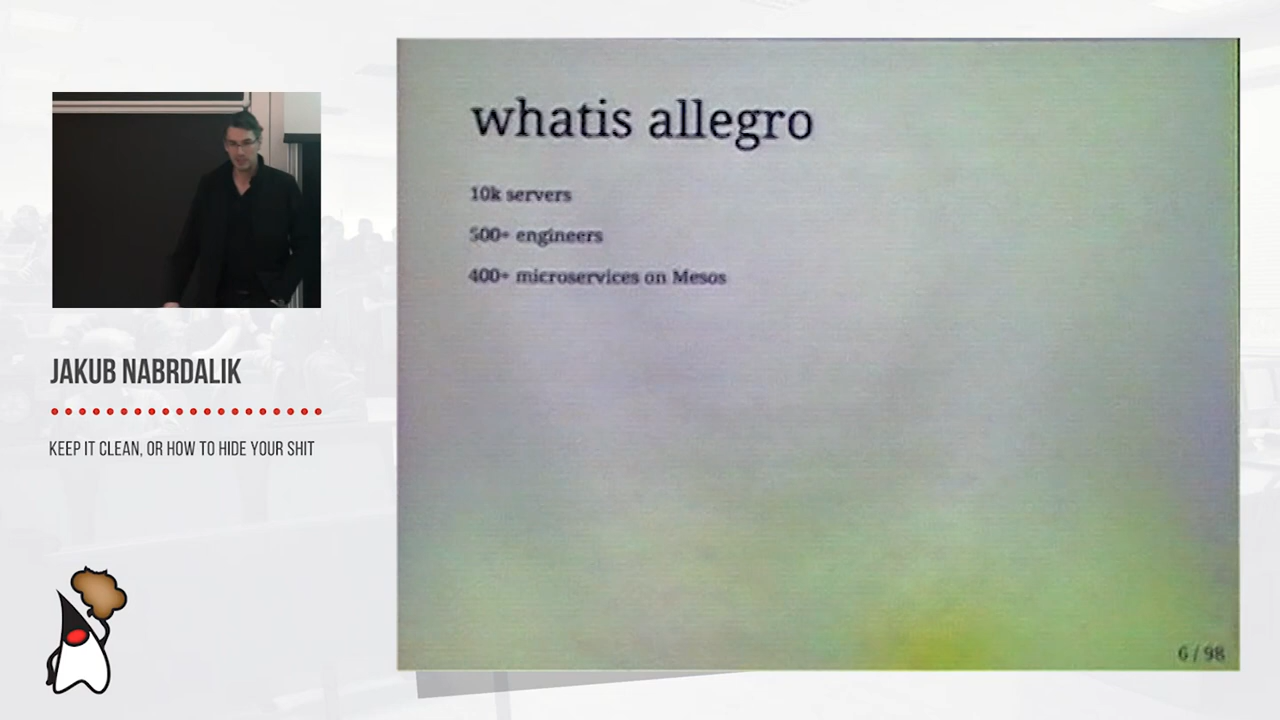 JAKUB NABRDALIK
KEEP IT CLEAN, OR HOW TO HIDE YOUR SHIT
whatis allegro
10k servers
500+ engineers
400+ microservices on Mesos
6 / 98